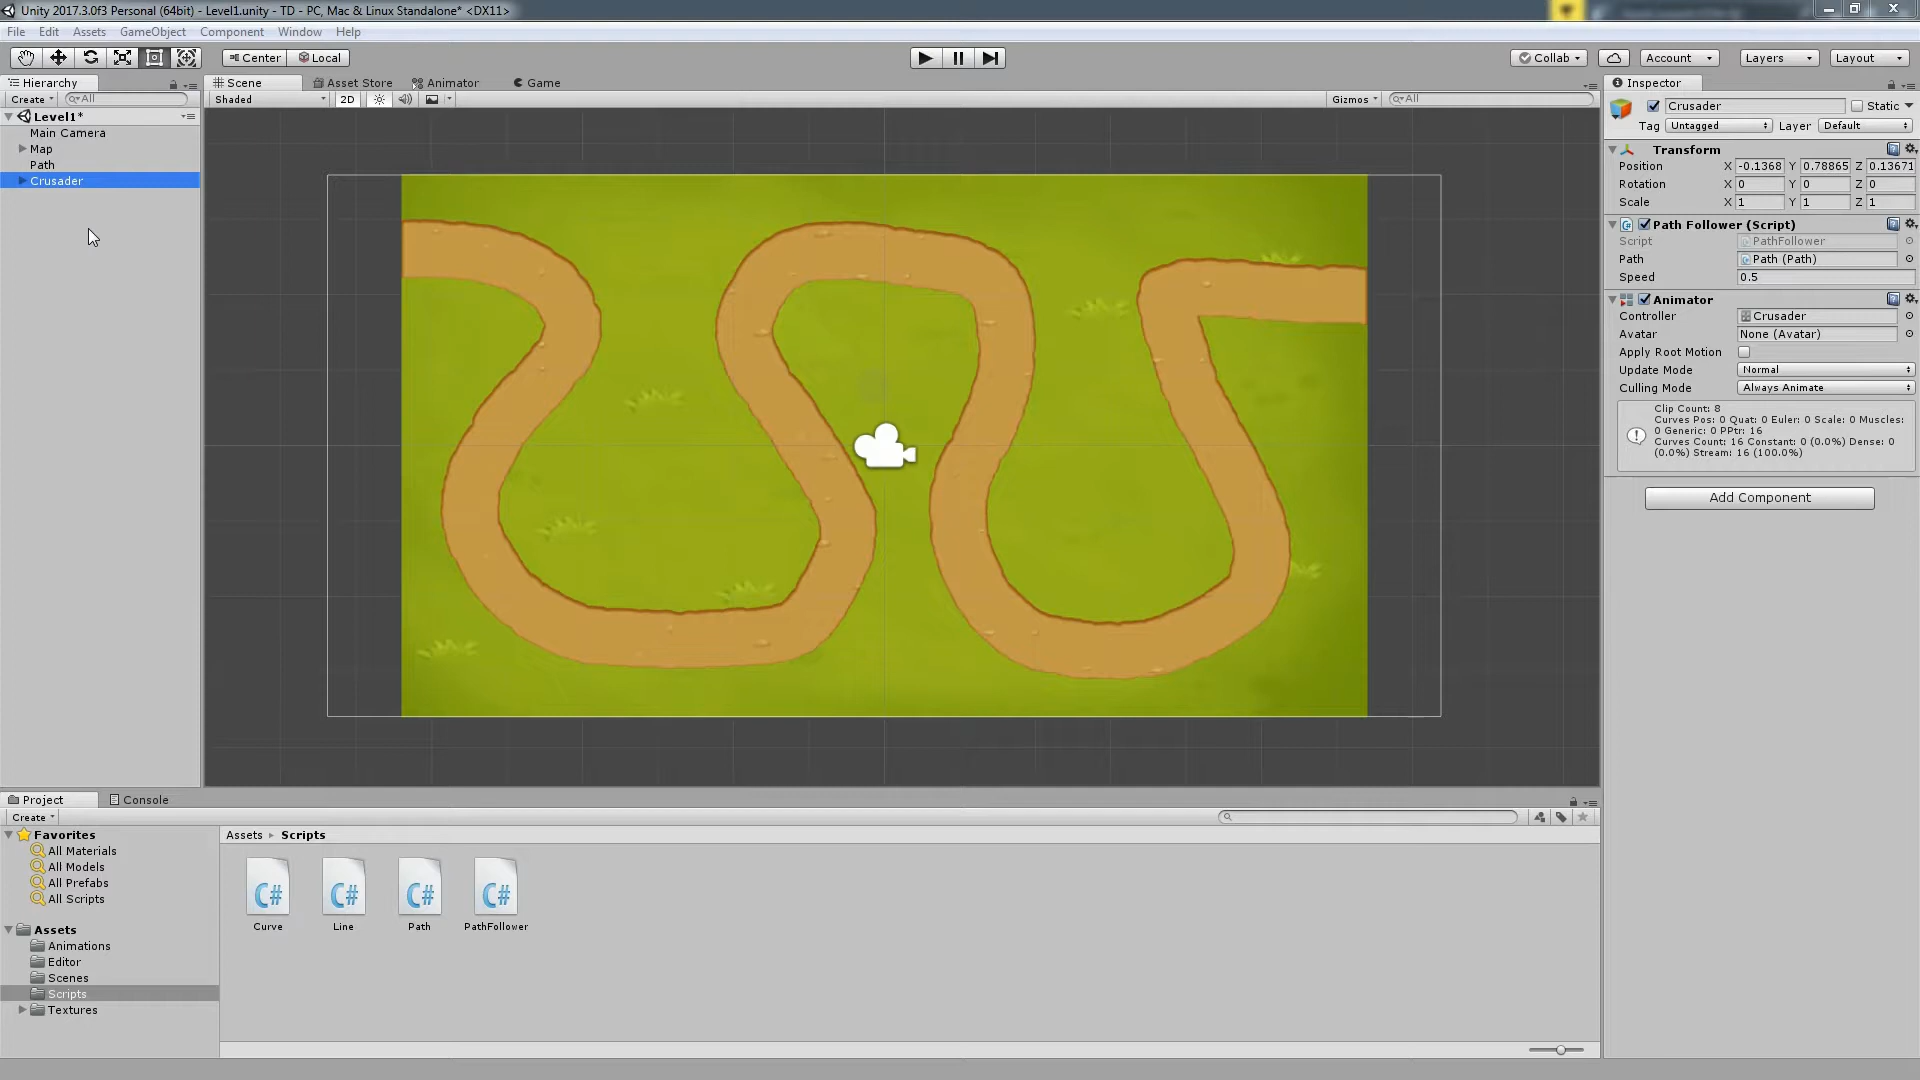 Unity 2017.3.0f3 Personal (64bit) - Level1.unity - TD - PC, Mac & Linux Standalone* <DX11>
File Edit Assets GameObject Component Window Help
Center Local Collab Account Layers Layout
Hierarchy Scene Asset Store Animator Game Inspector
Create All Shaded 2D Gizmos All
Level1*
Main Camera
Map
Path
Crusader
Crusader Static
Tag Untagged Layer Default
Transform
Position X -0.1368 Y 0.78865 Z 0.13671
Rotation X 0 Y 0 Z 0
Scale X 1 Y 1 Z 1
Path Follower (Script)
Script PathFollower
Path Path (Path)
Speed 0.5
Animator
Controller Crusader
Avatar None (Avatar)
Apply Root Motion
Update Mode Normal
Culling Mode Always Animate
Clip Count: 8
Curves Pos: 0 Quat: 0 Euler: 0 Scale: 0 Muscles:
0 Generic: 0 PPtr: 16
Curves Count: 16 Constant: 0 (0.0%) Dense: 0
(0.0%) Stream: 16 (100.0%)
Add Component
Project Console
Create
Favorites
All Materials
All Models
All Prefabs
All Scripts
Assets
Animations
Editor
Scenes
Scripts
Textures
Assets Scripts
C# C# C# C#
Curve Line Path PathFollower